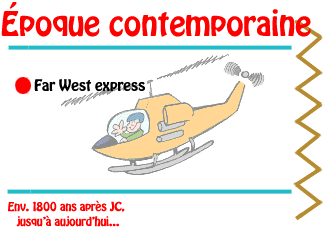 Époque contemporaine
Far West express
Env. 1800 ans après JC,
jusqu'à aujourd'hui...